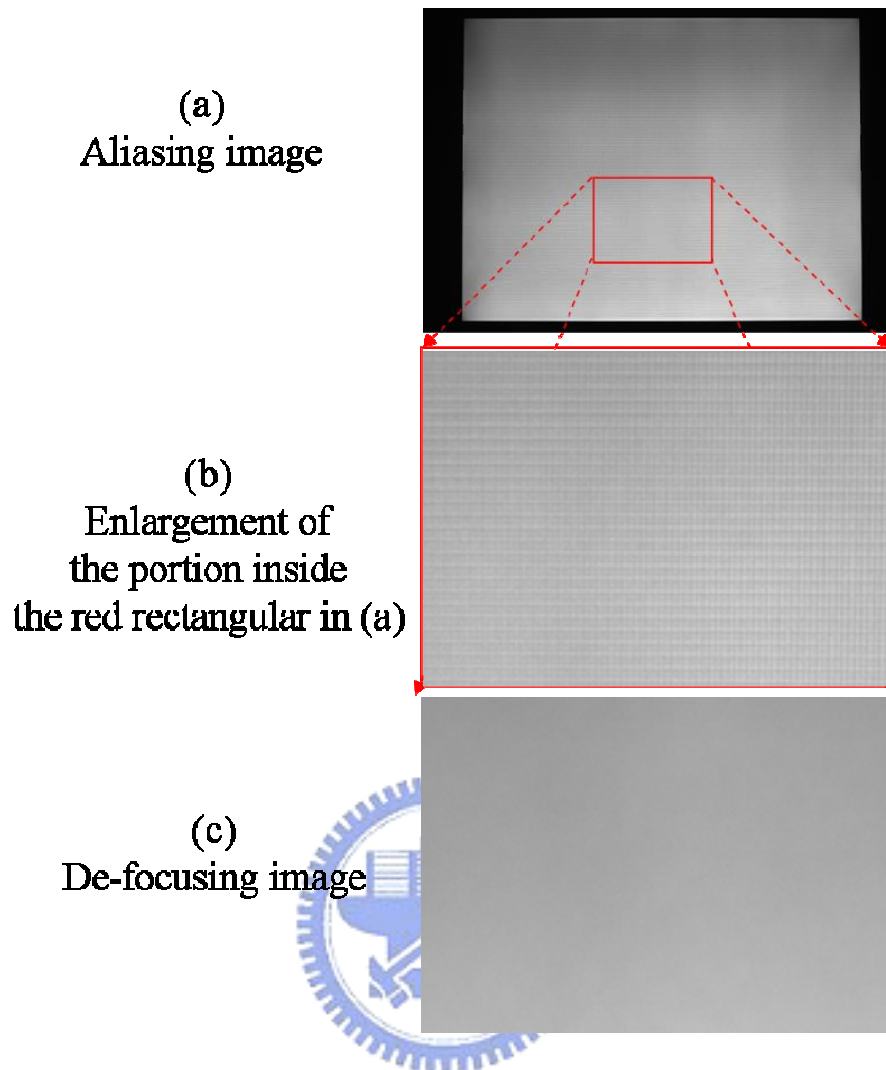 (a)
Aliasing image
(b)
Enlargement of
the portion inside
the red rectangular in (a)
(c)
De-focusing image